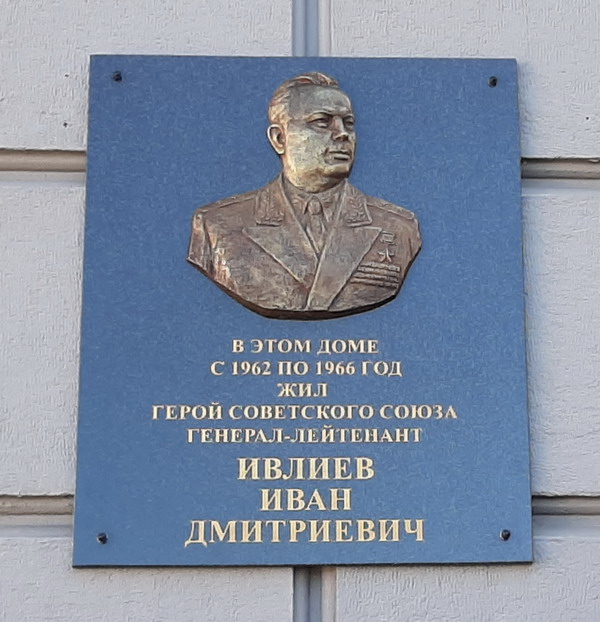 В ЭТОМ ДОМЕ
С 1962 ПО 1966 ГОД
ЖИЛ
ГЕРОЙ СОВЕТСКОГО СОЮЗА
ГЕНЕРАЛ-ЛЕЙТЕНАНТ
ИВЛИЕВ
ИВАН
ДМИТРИЕВИЧ